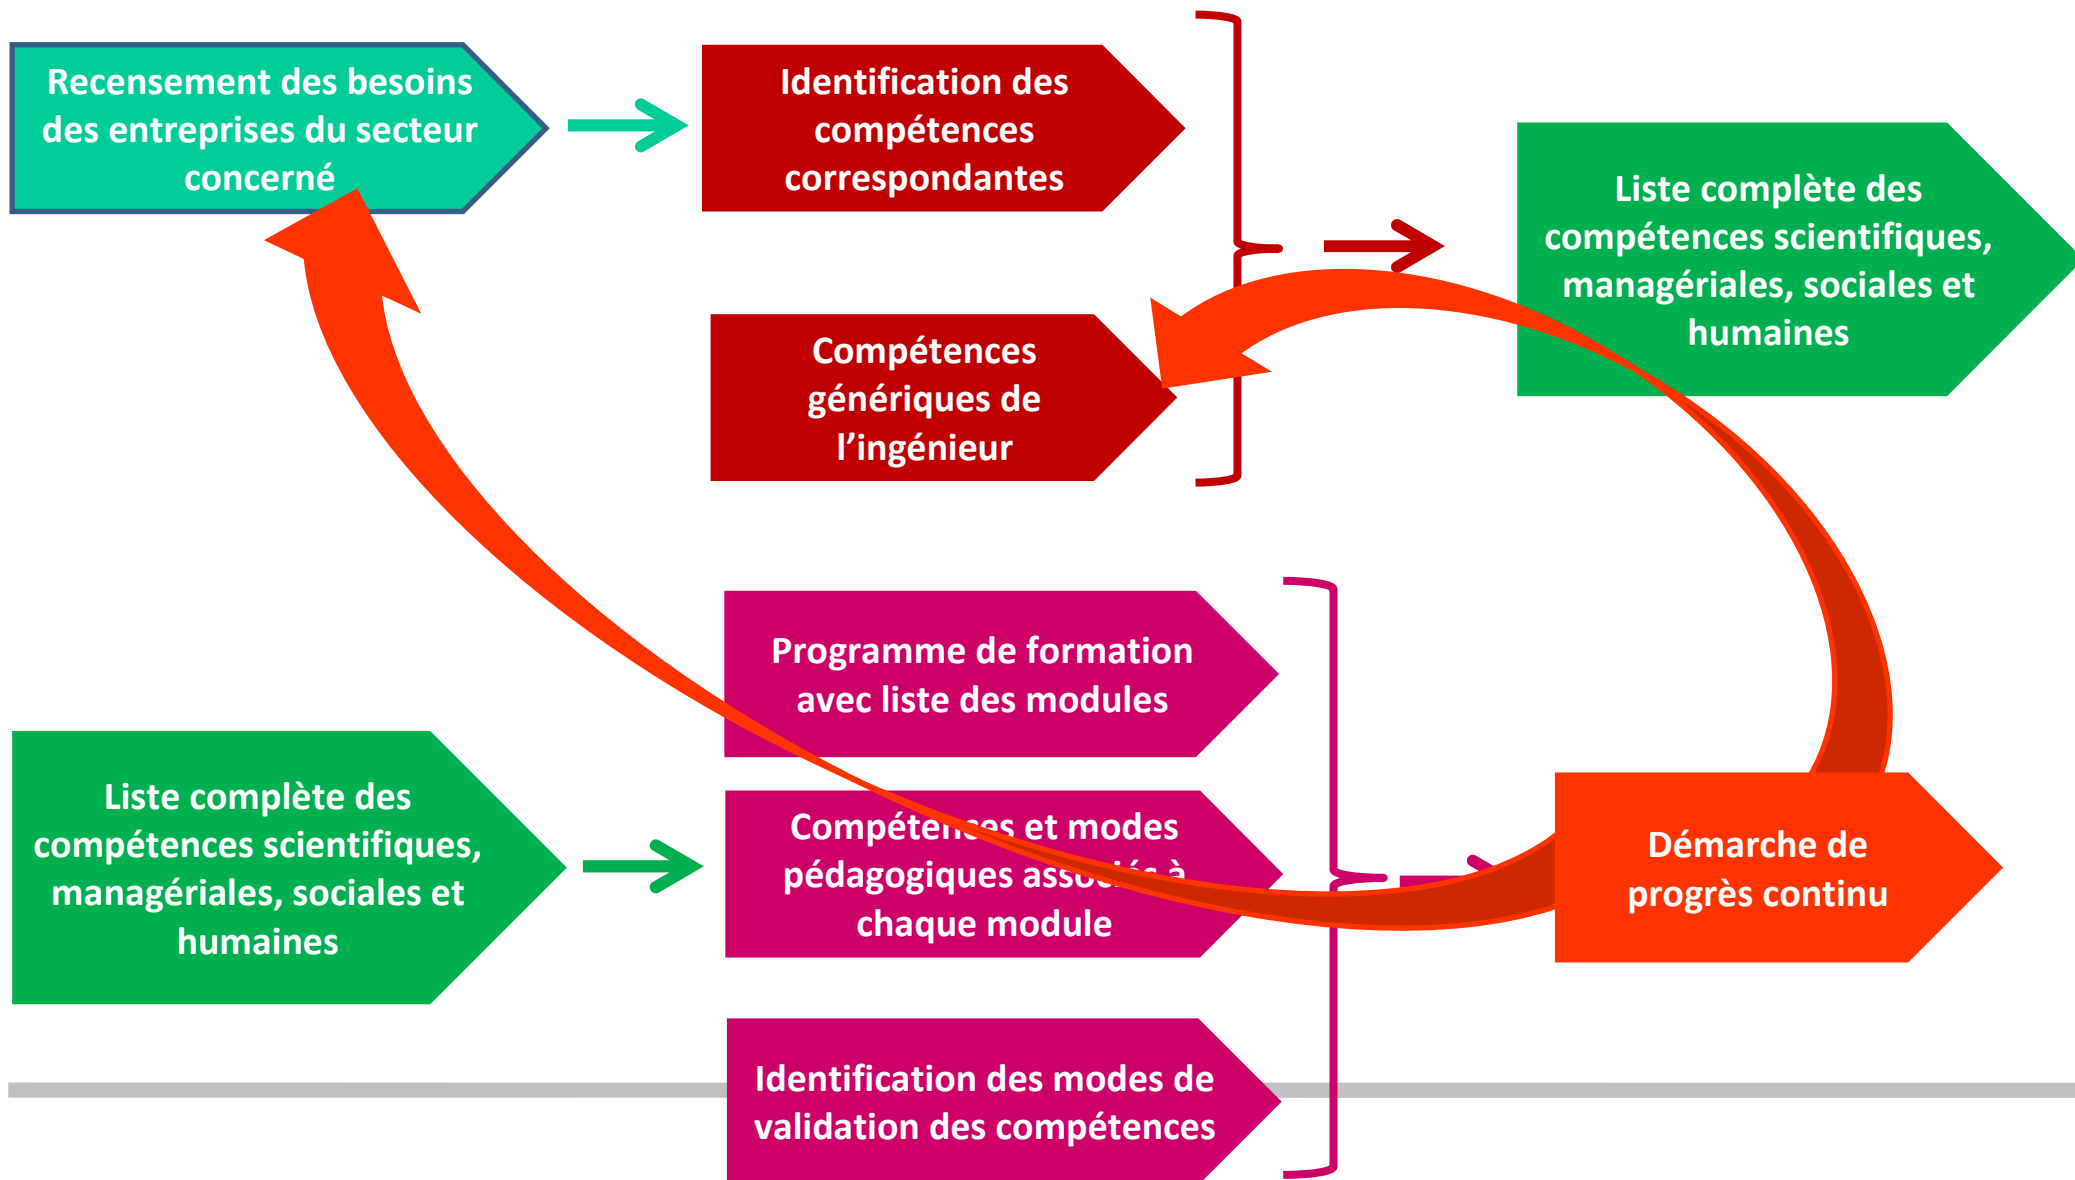 Recensement des besoins
des entreprises du secteur
concerné
Identification des
compétences
correspondantes
Compétences
génériques de
l’ingénieur
Liste complète des
compétences scientifiques,
managériales, sociales et
humaines
Liste complète des
compétences scientifiques,
managériales, sociales et
humaines
Programme de formation
avec liste des modules
Compétences et modes
pédagogiques associés à
chaque module
Identification des modes de
validation des compétences
Démarche de
progrès continu